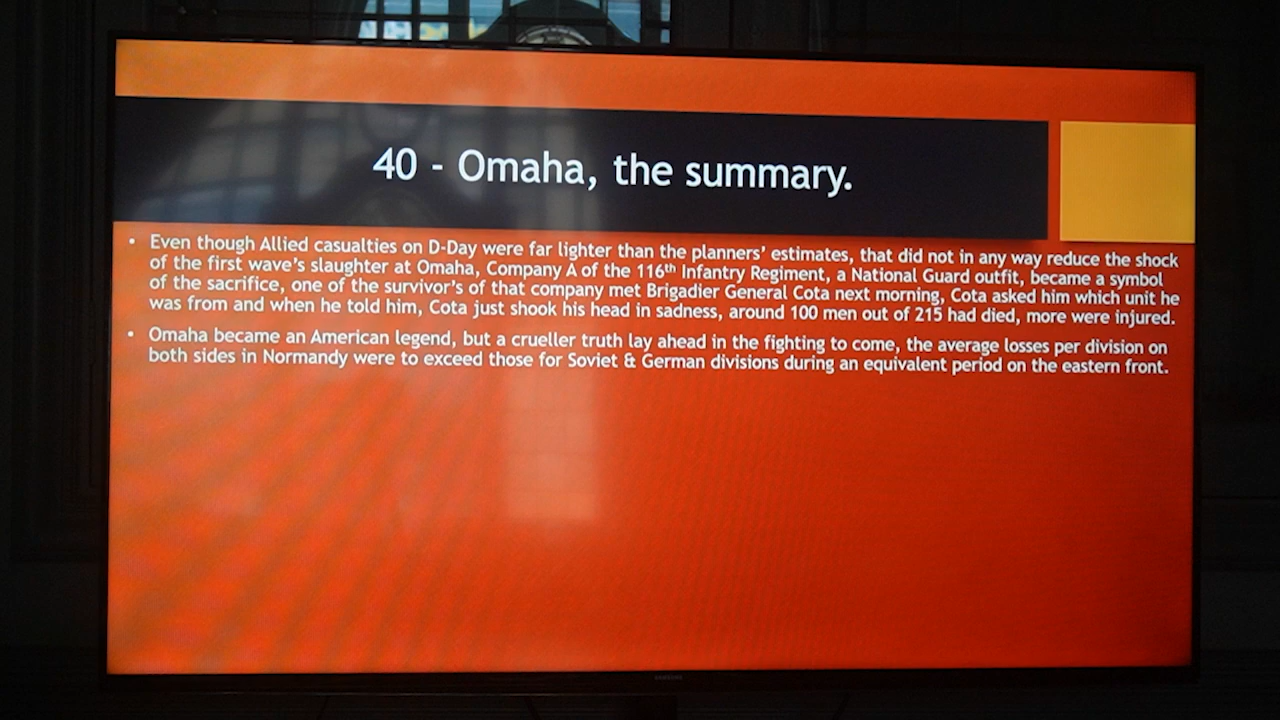 40 - Omaha, the summary.
• Even though Allied casualties on D-Day were far lighter than the planners' estimates, that did not in any way reduce the shock
of the first wave's slaughter at Omaha, Company A of the 116th Infantry Regiment, a National Guard outfit, became a symbol
of the sacrifice, one of the survivor's of that company met Brigadier General Cota next morning, Cota asked him which unit he
was from and when he told him, Cota just shook his head in sadness, around 100 men out of 215 had died, more were injured.
• Omaha became an American legend, but a crueller truth lay ahead in the fighting to come, the average losses per division on
both sides in Normandy were to exceed those for Soviet & German divisions during an equivalent period on the eastern front.
SAMSUNG